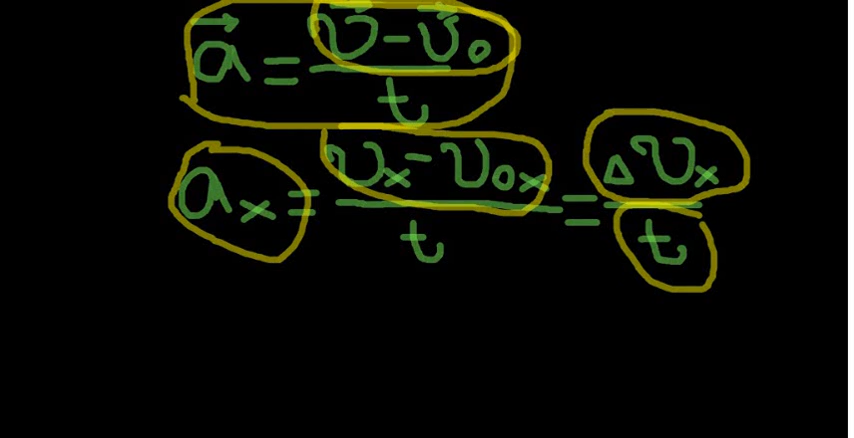 a⃗ = (v⃗ - v⃗₀) / t
aₓ = (vₓ - v₀ₓ) / t = Δvₓ / t